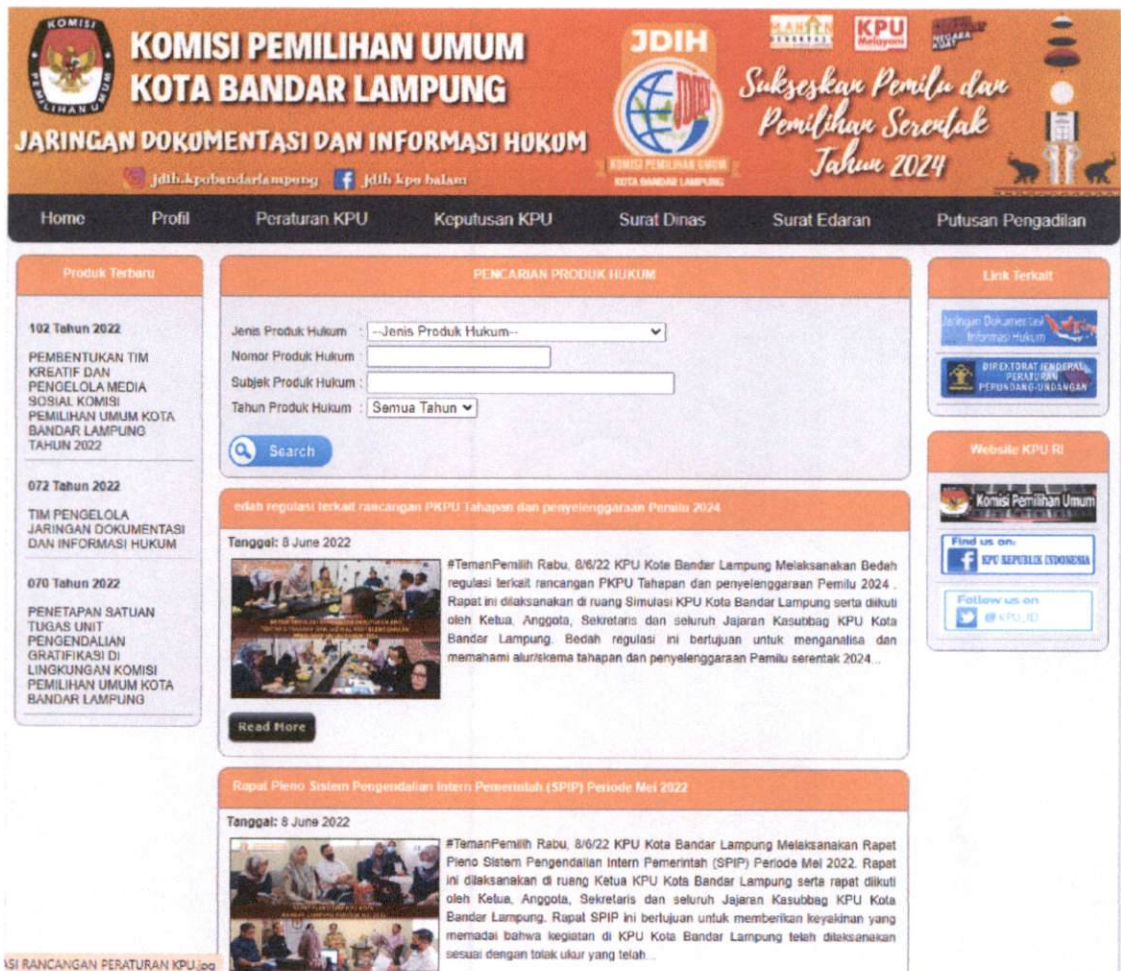 KOMISI
PEMILIHAN UMUM
KOMISI PEMILIHAN UMUM
KOTA BANDAR LAMPUNG
JARINGAN DOKUMENTASI DAN INFORMASI HUKUM
jdih.kpubandarlampung jdih kpu balam
JDIH
KOMISI PEMILIHAN UMUM
KOTA BANDAR LAMPUNG
KPU
Melayani
NEGARA
KUAT
Sukseskan Pemilu dan
Pemilihan Serentak
Tahun 2024
Home Profil Peraturan KPU Keputusan KPU Surat Dinas Surat Edaran Putusan Pengadilan
Produk Terbaru
102 Tahun 2022
PEMBENTUKAN TIM
KREATIF DAN
PENGELOLA MEDIA
SOSIAL KOMISI
PEMILIHAN UMUM KOTA
BANDAR LAMPUNG
TAHUN 2022
072 Tahun 2022
TIM PENGELOLA
JARINGAN DOKUMENTASI
DAN INFORMASI HUKUM
070 Tahun 2022
PENETAPAN SATUAN
TUGAS UNIT
PENGENDALIAN
GRATIFIKASI DI
LINGKUNGAN KOMISI
PEMILIHAN UMUM KOTA
BANDAR LAMPUNG
PENCARIAN PRODUK HUKUM
Jenis Produk Hukum : --Jenis Produk Hukum--
Nomor Produk Hukum :
Subjek Produk Hukum :
Tahun Produk Hukum : Semua Tahun
Search
edah regulasi terkait rancangan PKPU Tahapan dan penyelenggaraan Pemilu 2024
Tanggal: 8 June 2022
#TemanPemilih Rabu, 8/6/22 KPU Kota Bandar Lampung Melaksanakan Bedah
regulasi terkait rancangan PKPU Tahapan dan penyelenggaraan Pemilu 2024 .
Rapat ini dilaksanakan di ruang Simulasi KPU Kota Bandar Lampung serta diikuti
oleh Ketua, Anggota, Sekretaris dan seluruh Jajaran Kasubbag KPU Kota
Bandar Lampung. Bedah regulasi ini bertujuan untuk menganalisa dan
memahami alur/skema tahapan dan penyelenggaraan Pemilu serentak 2024...
Read More
Rapat Pleno Sistem Pengendalian Intern Pemerintah (SPIP) Periode Mei 2022
Tanggal: 8 June 2022
#TemanPemilih Rabu, 8/6/22 KPU Kota Bandar Lampung Melaksanakan Rapat
Pleno Sistem Pengendalian Intern Pemerintah (SPIP) Periode Mei 2022. Rapat
ini dilaksanakan di ruang Ketua KPU Kota Bandar Lampung serta rapat diikuti
oleh Ketua, Anggota, Sekretaris dan seluruh Jajaran Kasubbag KPU Kota
Bandar Lampung. Rapat SPIP ini bertujuan untuk memberikan keyakinan yang
memadai bahwa kegiatan di KPU Kota Bandar Lampung telah dilaksanakan
sesuai dengan tolak ukur yang telah...
Link Terkait
Jaringan Dokumentasi
Informasi Hukum
DIREKTORAT JENDERAL
PERATURAN
PERUNDANG-UNDANGAN
Website KPU RI
Komisi Pemilihan Umum
Find us on:
KPU REPUBLIK INDONESIA
Follow us on
@KPU_ID
ASI RANCANGAN PERATURAN KPU.jpg